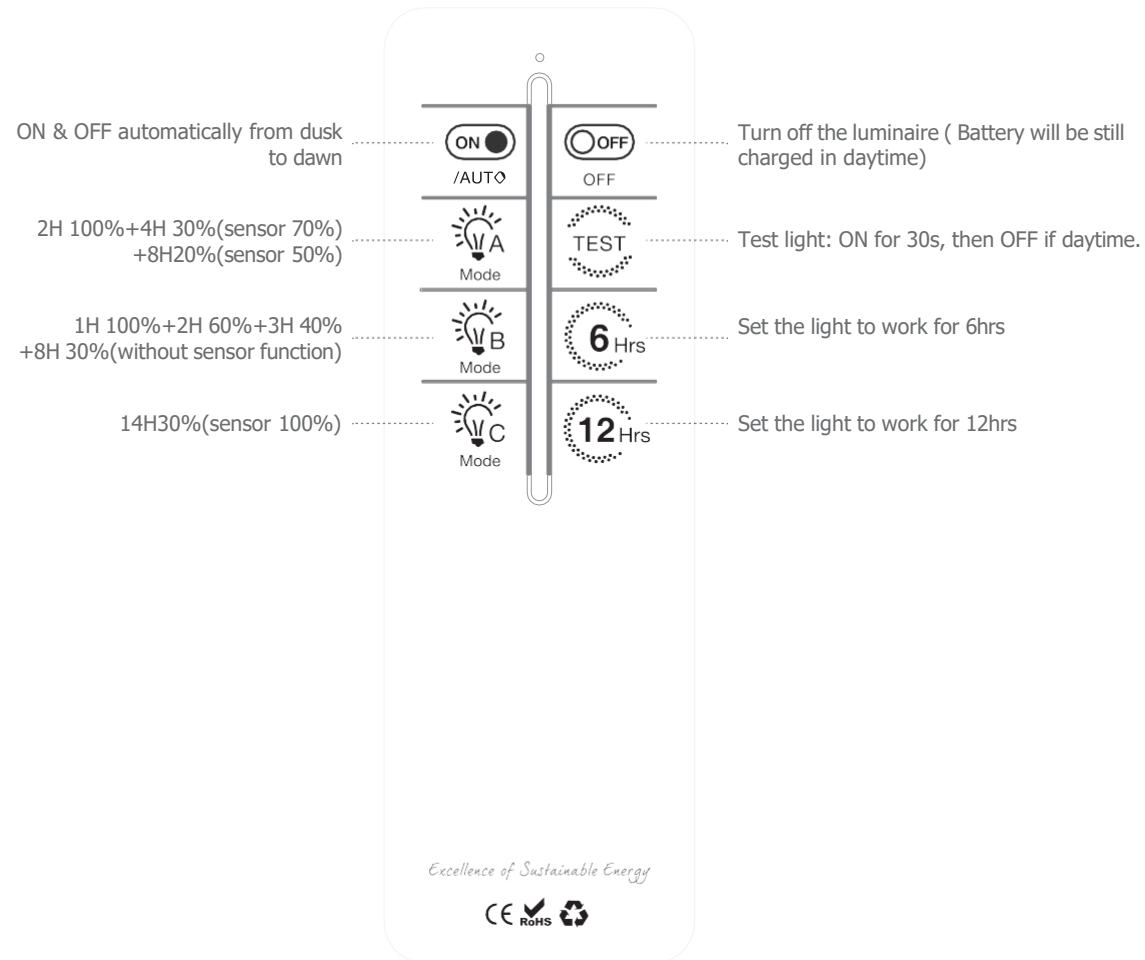 ON & OFF automatically from dusk
to dawn
ON
/AUTO
OFF
OFF
Turn off the luminaire ( Battery will be still
charged in daytime)
2H 100%+4H 30%(sensor 70%)
+8H20%(sensor 50%)
A
Mode
TEST
Test light: ON for 30s, then OFF if daytime.
1H 100%+2H 60%+3H 40%
+8H 30%(without sensor function)
B
Mode
6 Hrs
Set the light to work for 6hrs
14H30%(sensor 100%)
C
Mode
12 Hrs
Set the light to work for 12hrs
Excellence of Sustainable Energy
CE RoHS